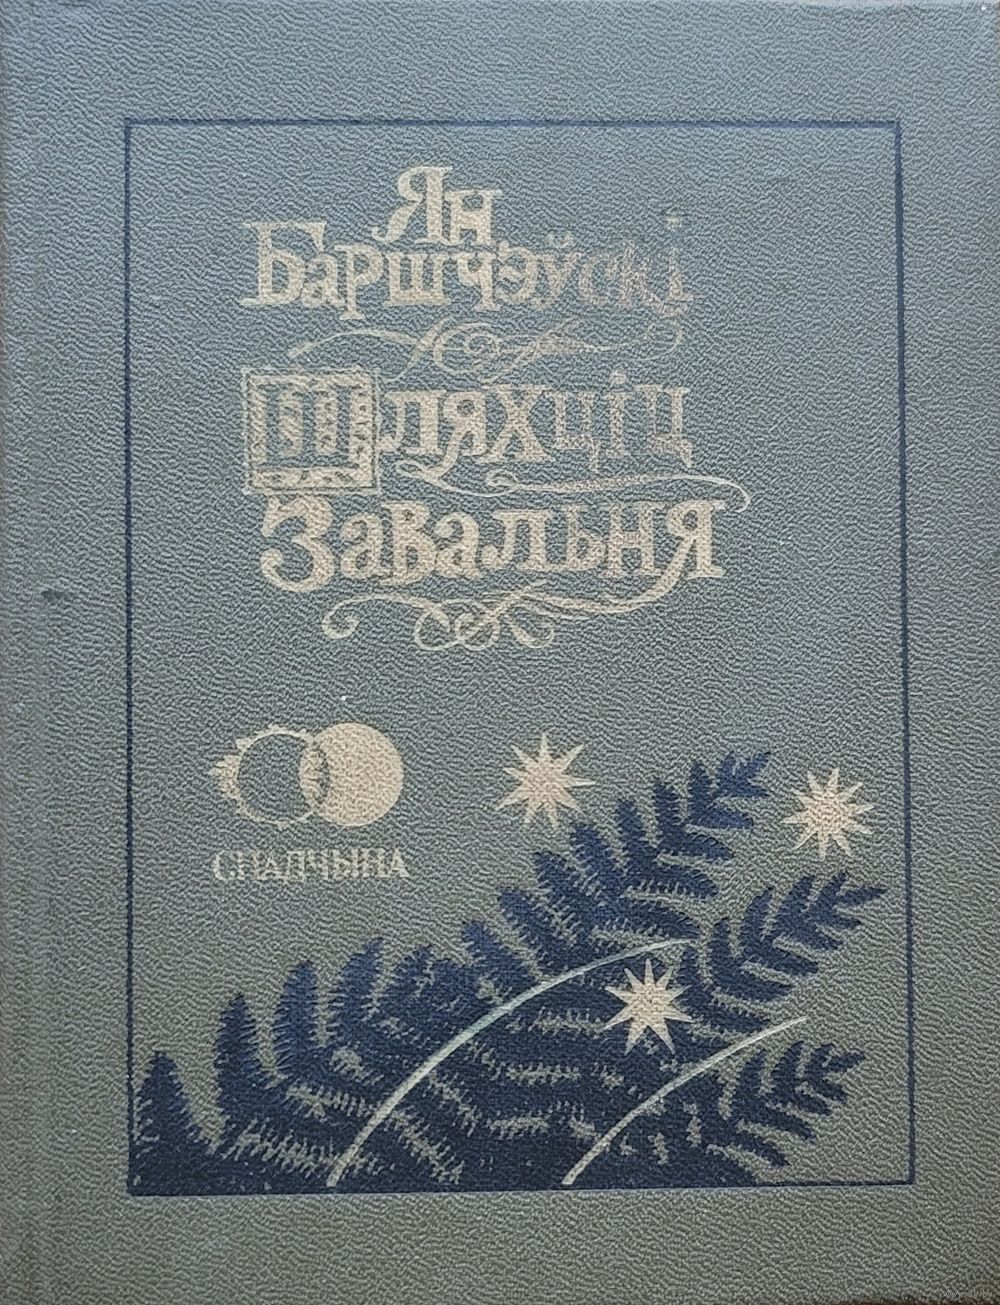 Ян
Баршчэўскі
Шляхціц
Завальня
СПАДЧЫНА